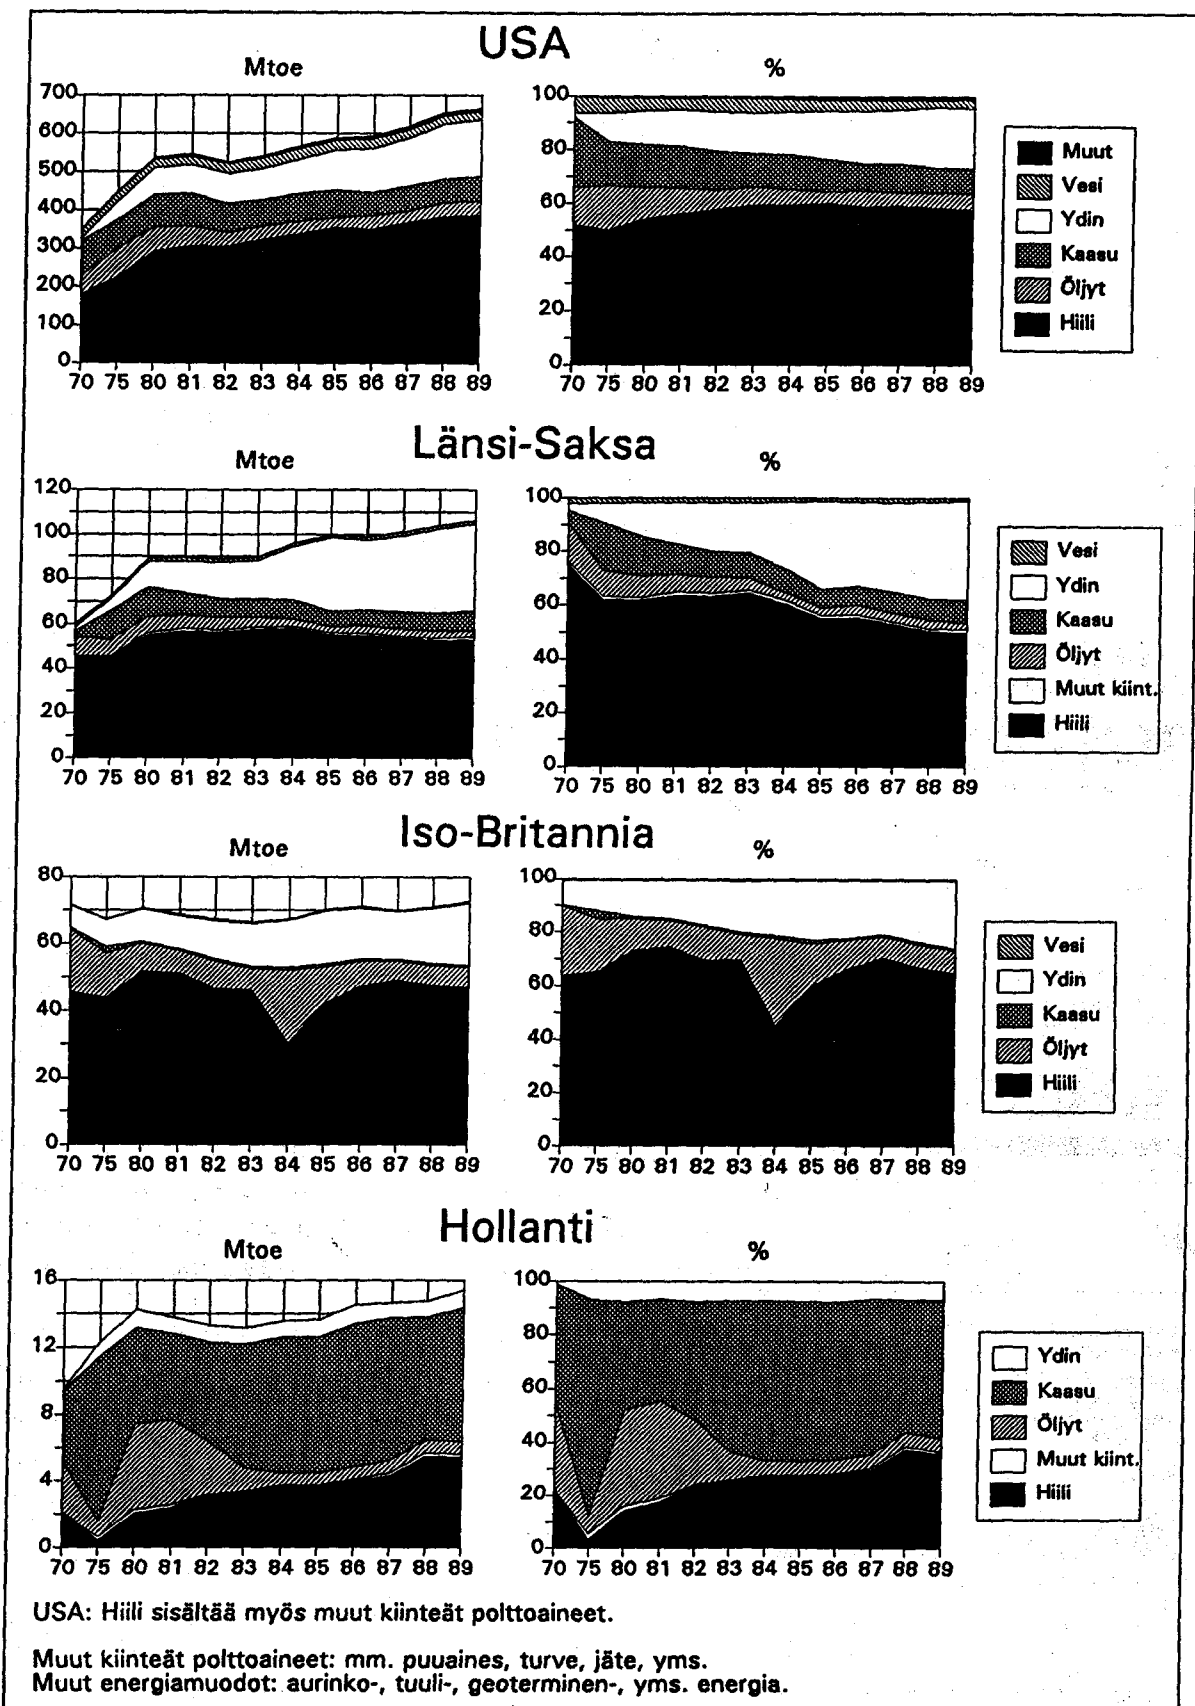 USA
Mtoe
%
700
600
500
400
300
200
100
0
70 75 80 81 82 83 84 85 86 87 88 89
100
80
60
40
20
0
70 75 80 81 82 83 84 85 86 87 88 89
Muut
Vesi
Ydin
Kaasu
Öljyt
Hiili
Länsi-Saksa
Mtoe
%
120
100
80
60
40
20
0
70 75 80 81 82 83 84 85 86 87 88 89
100
80
60
40
20
0
70 75 80 81 82 83 84 85 86 87 88 89
Vesi
Ydin
Kaasu
Öljyt
Muut kiint.
Hiili
Iso-Britannia
Mtoe
%
80
60
40
20
0
70 75 80 81 82 83 84 85 86 87 88 89
100
80
60
40
20
0
70 75 80 81 82 83 84 85 86 87 88 89
Vesi
Ydin
Kaasu
Öljyt
Hiili
Hollanti
Mtoe
%
16
12
8
4
0
70 75 80 81 82 83 84 85 86 87 88 89
100
80
60
40
20
0
70 75 80 81 82 83 84 85 86 87 88 89
Ydin
Kaasu
Öljyt
Muut kiint.
Hiili
USA: Hiili sisältää myös muut kiinteät polttoaineet.
Muut kiinteät polttoaineet: mm. puuaines, turve, jäte, yms.
Muut energiamuodot: aurinko-, tuuli-, geoterminen-, yms. energia.